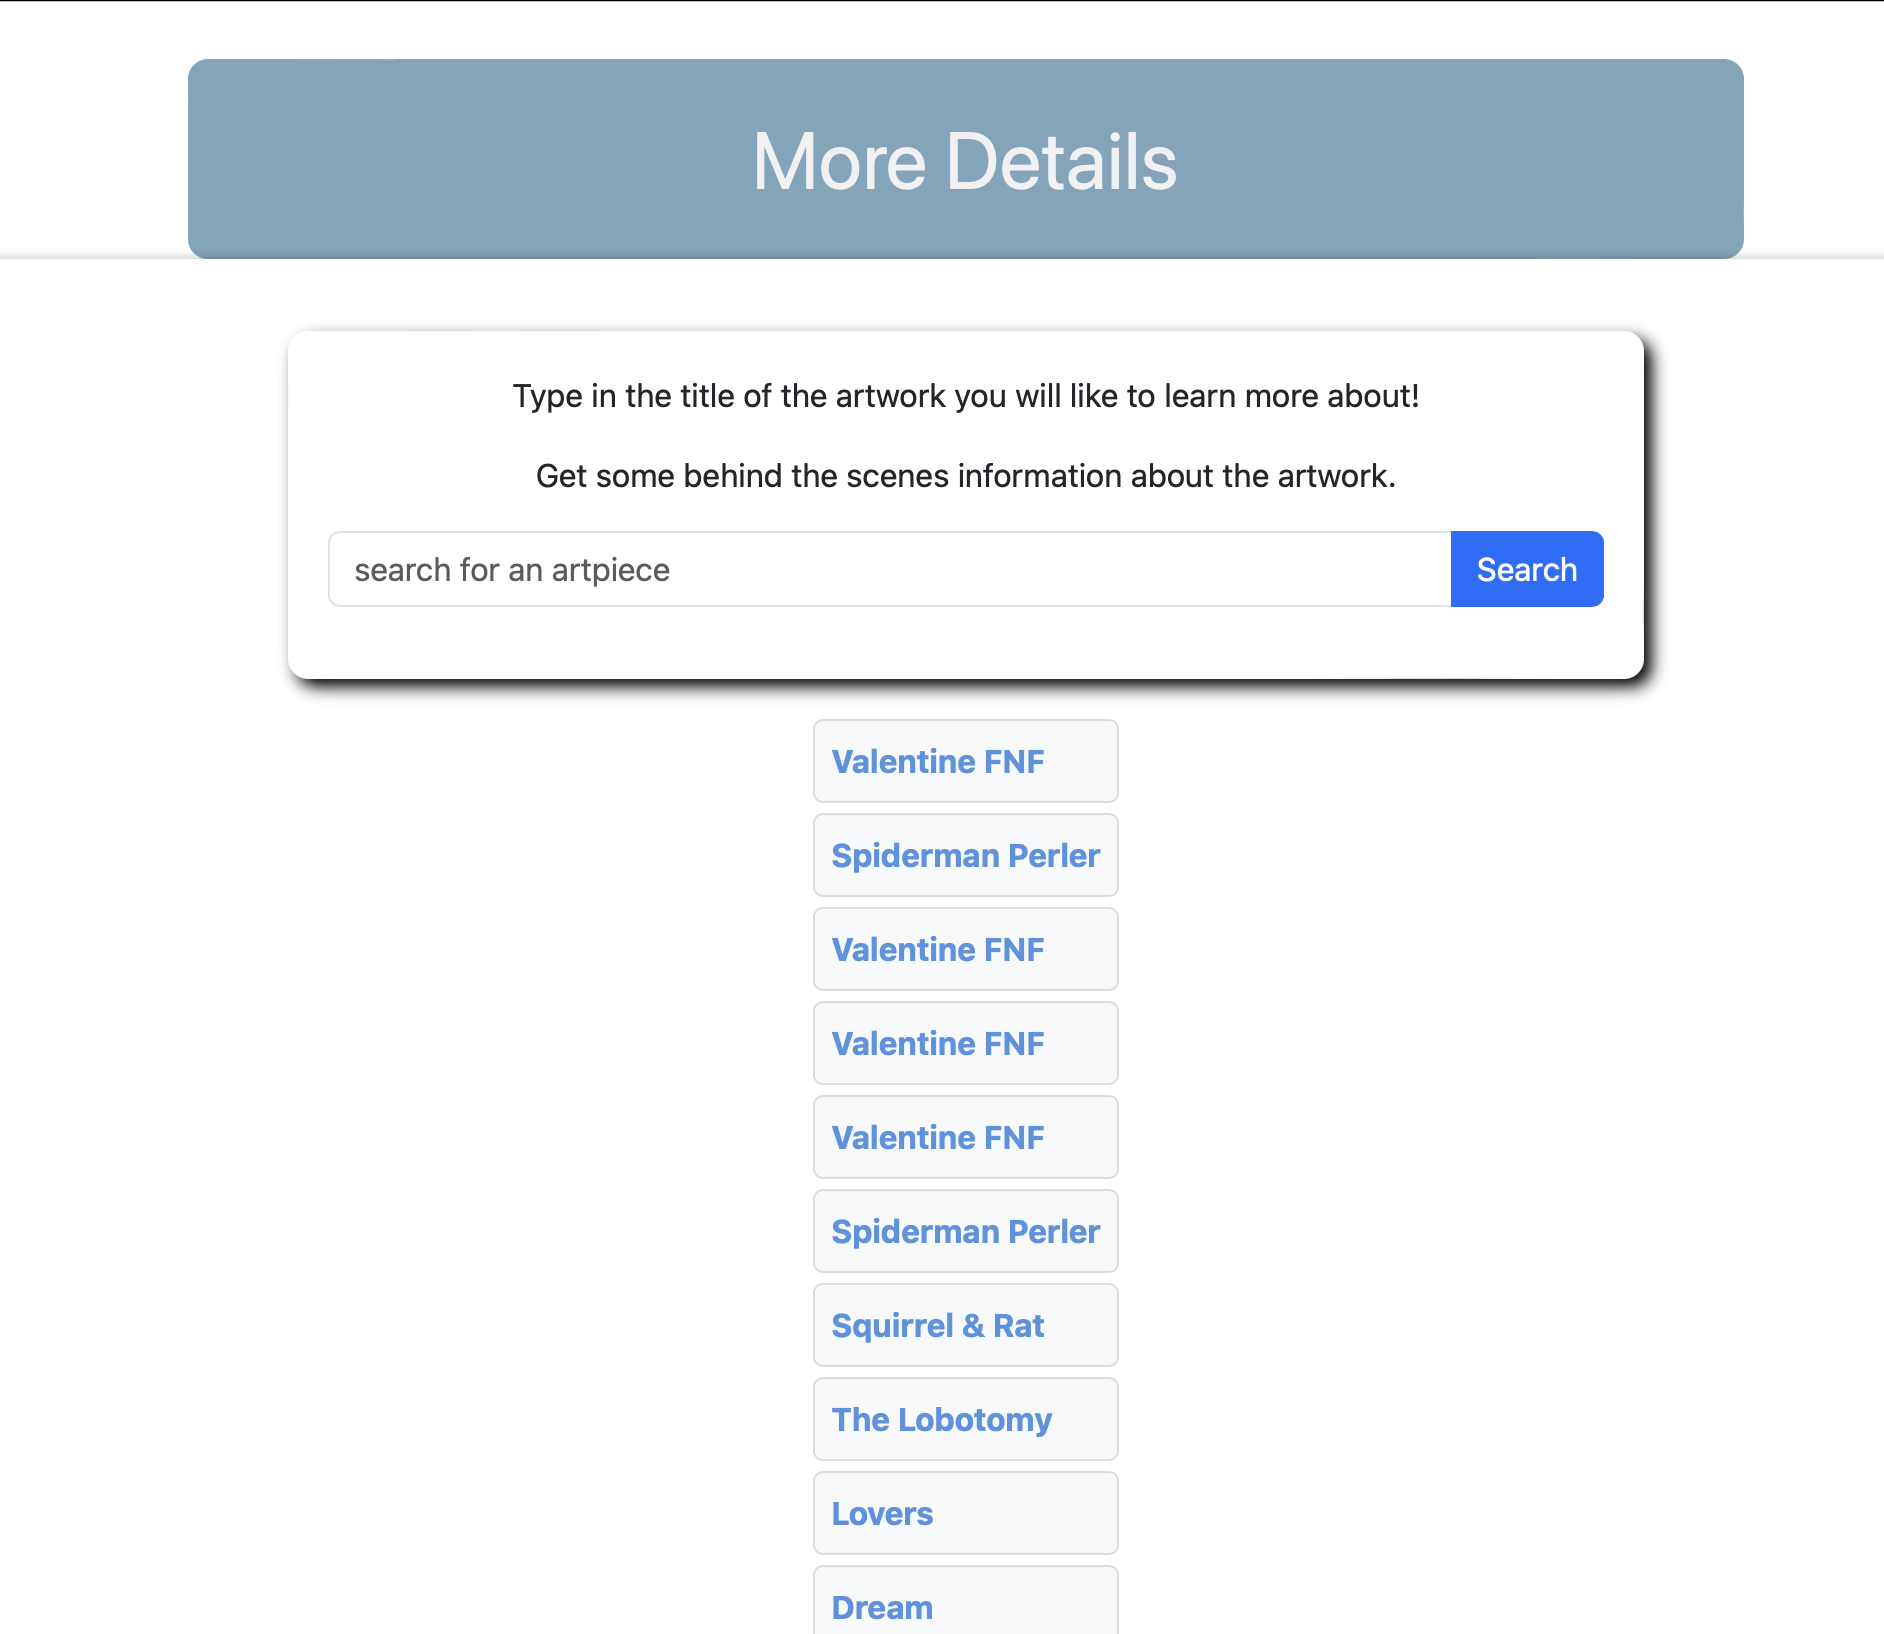 More Details
Type in the title of the artwork you will like to learn more about!
Get some behind the scenes information about the artwork.
search for an artpiece
Search
Valentine FNF
Spiderman Perler
Valentine FNF
Valentine FNF
Valentine FNF
Spiderman Perler
Squirrel & Rat
The Lobotomy
Lovers
Dream